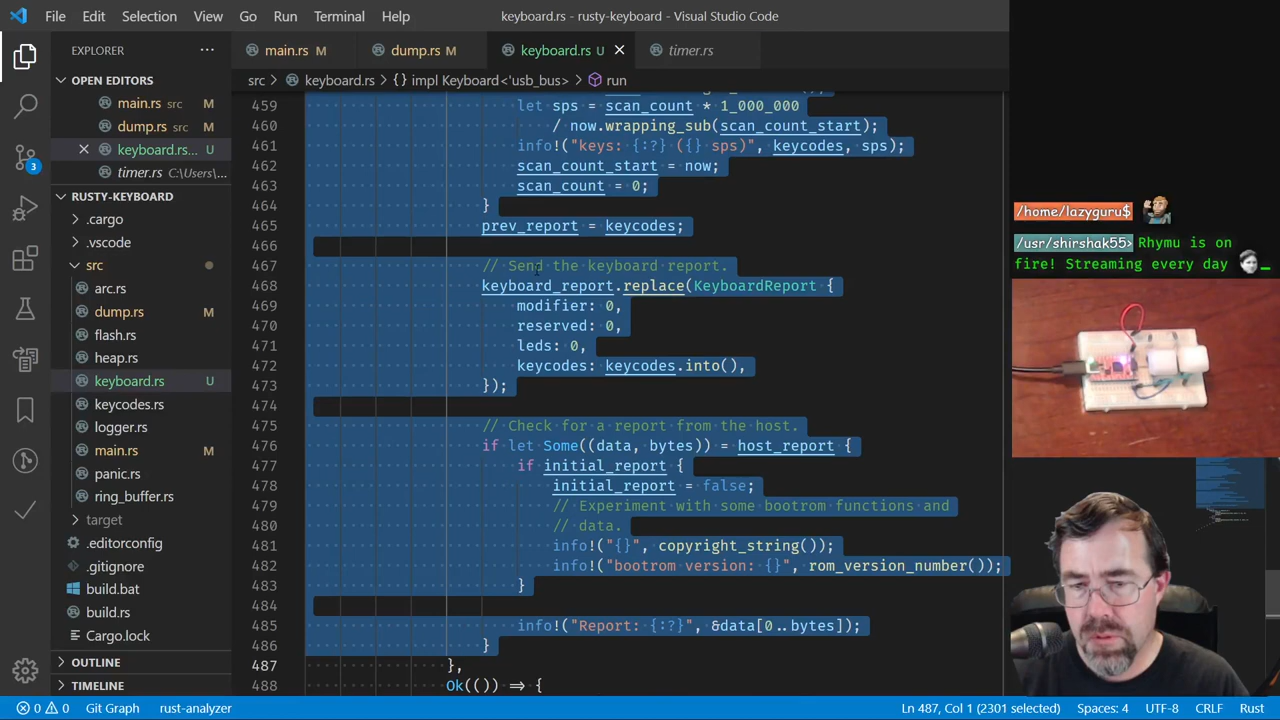 File Edit Selection View Go Run Terminal Help keyboard.rs - rusty-keyboard - Visual Studio Code
EXPLORER ···
OPEN EDITORS
main.rs src M
dump.rs src M
keyboard.rs... U
timer.rs C:\Users\...
RUSTY-KEYBOARD
.cargo
.vscode
src
arc.rs
dump.rs M
flash.rs
heap.rs
keyboard.rs U
keycodes.rs
logger.rs
main.rs M
panic.rs
ring_buffer.rs
target
.editorconfig
.gitignore
build.bat
build.rs
Cargo.lock
OUTLINE
TIMELINE
3
main.rs M dump.rs M keyboard.rs U timer.rs
src > keyboard.rs > {} impl Keyboard<'usb_bus> > run
459 let sps = scan_count * 1_000_000
460 / now.wrapping_sub(scan_count_start);
461 info!("keys: {:?} ({} sps)", keycodes, sps);
462 scan_count_start = now;
463 scan_count = 0;
464 }
465 prev_report = keycodes;
466
467 // Send the keyboard report.
468 keyboard_report.replace(KeyboardReport {
469 modifier: 0,
470 reserved: 0,
471 leds: 0,
472 keycodes: keycodes.into(),
473 });
474
475 // Check for a report from the host.
476 if let Some((data, bytes)) = host_report {
477 if initial_report {
478 initial_report = false;
479 // Experiment with some bootrom functions and
480 // data.
481 info!("{}", copyright_string());
482 info!("bootrom version: {}", rom_version_number());
483 }
484
485 info!("Report: {:?}", &data[0..bytes]);
486 }
487 },
488 Ok(()) => {
/home/lazyguru$
/usr/shirshak55> Rhymu is on
fire! Streaming every day
0 0 Git Graph rust-analyzer Ln 487, Col 1 (2301 selected) Spaces: 4 UTF-8 CRLF Rust